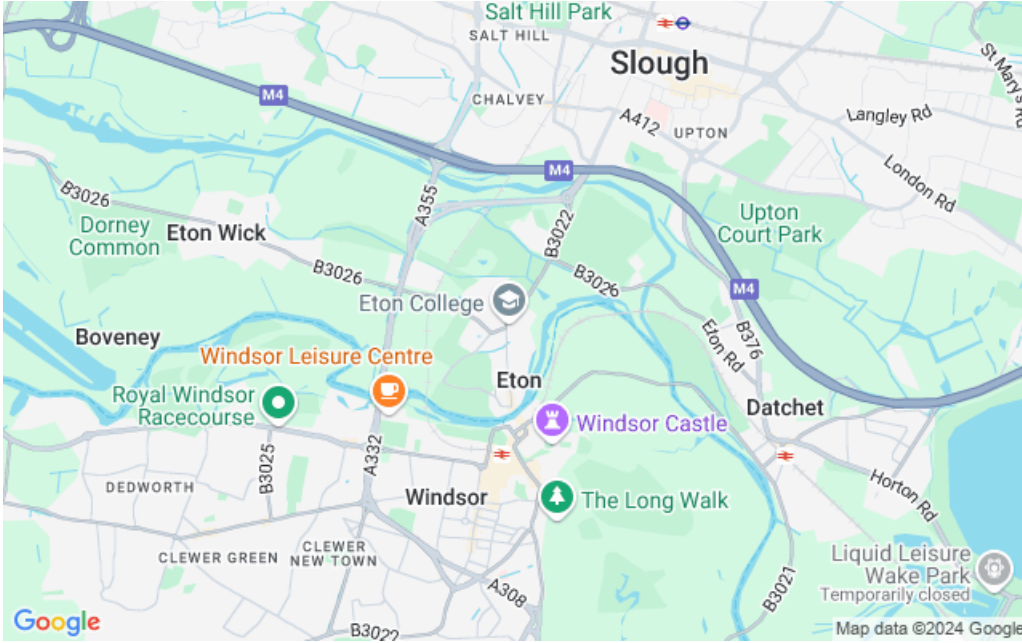 Salt Hill Park
SALT HILL
Slough
St Mary's Rd
M4
CHALVEY
A412
UPTON
Langley Rd
London Rd
M4
B3026
A355
B3022
Upton
Court Park
Dorney
Common
Eton Wick
B3026
B3026
M4
Eton College
Eton Rd
B376
Boveney
Windsor Leisure Centre
Eton
Royal Windsor
Racecourse
Windsor Castle
Datchet
A332
B3025
DEDWORTH
Windsor
The Long Walk
Horton Rd
CLEWER GREEN
CLEWER
NEW TOWN
Liquid Leisure
Wake Park
Temporarily closed
A308
B3021
Google
B3022
Map data ©2024 Google